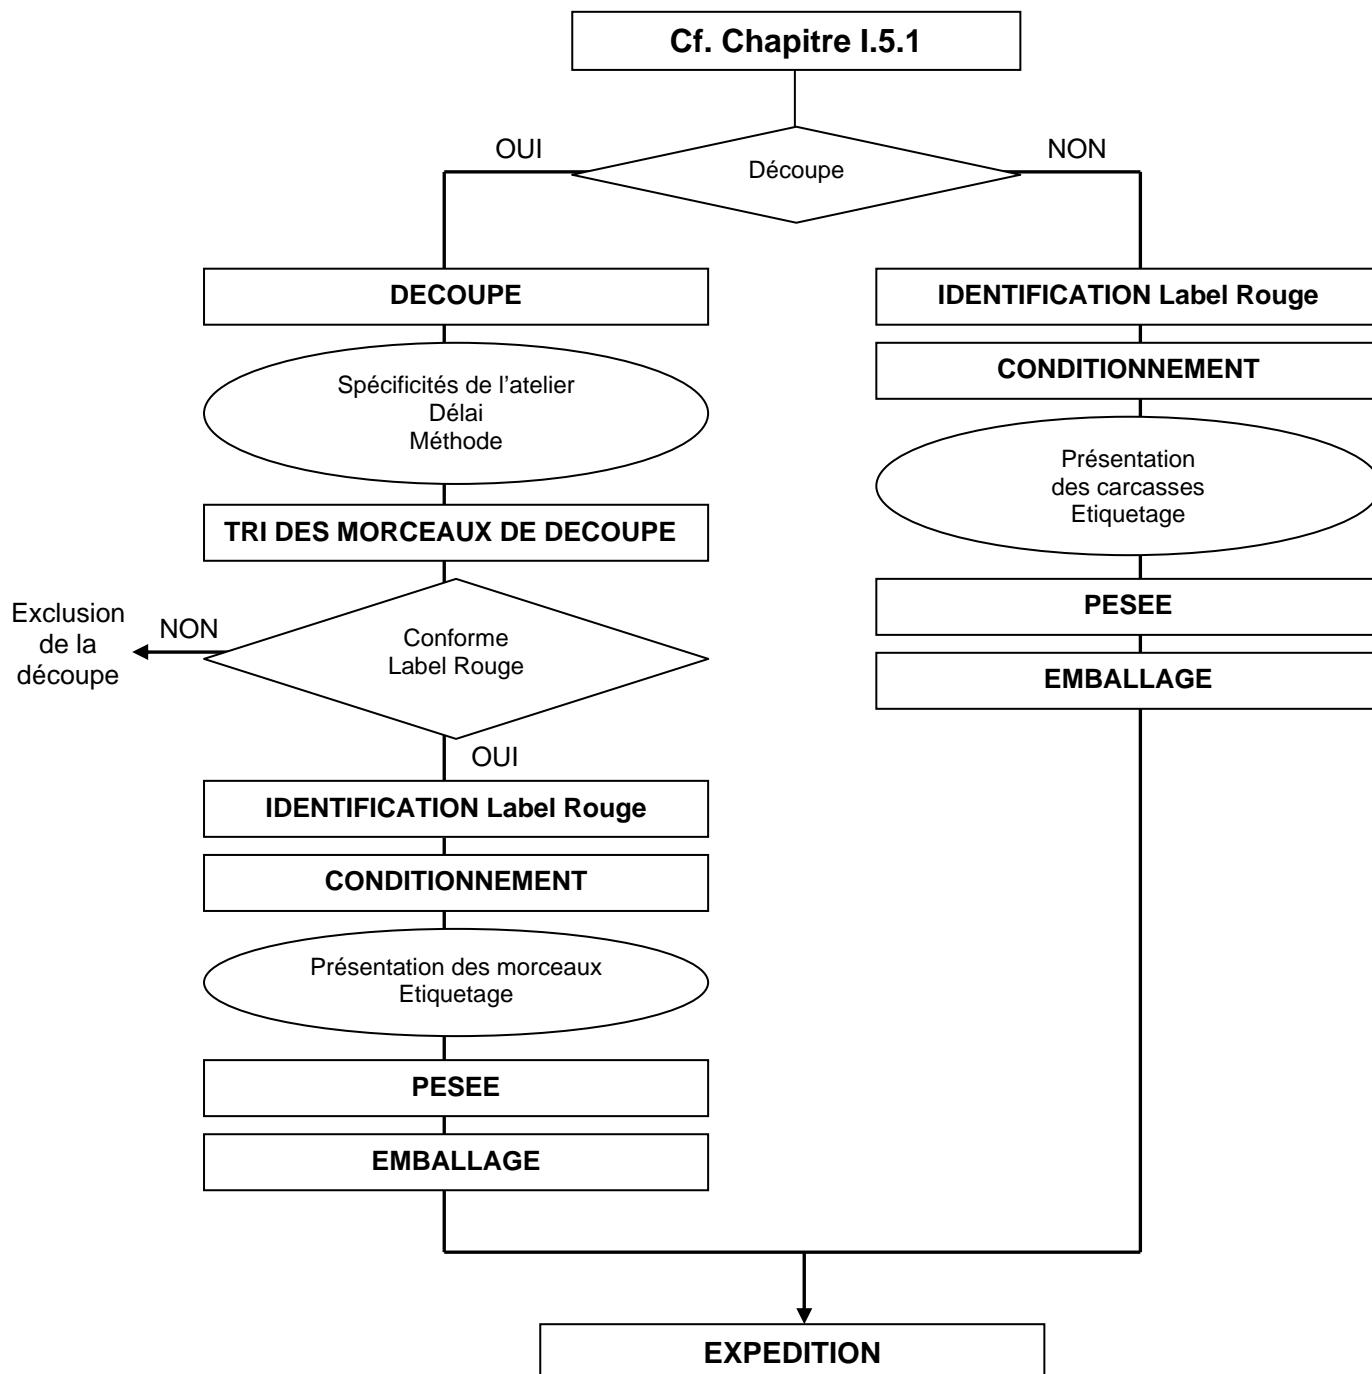 Cf. Chapitre I.5.1
OUI
NON
Découpe
DECOUPE
Spécificités de l'atelier
Délai
Méthode
TRI DES MORCEAUX DE DECOUPE
Conforme
Label Rouge
NON
Exclusion
de la
découpe
OUI
IDENTIFICATION Label Rouge
CONDITIONNEMENT
Présentation des morceaux
Etiquetage
PESEE
EMBALLAGE
IDENTIFICATION Label Rouge
CONDITIONNEMENT
Présentation
des carcasses
Etiquetage
PESEE
EMBALLAGE
EXPEDITION